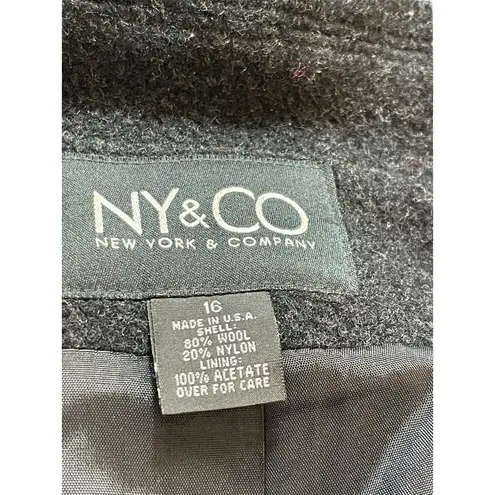 NY&CO
NEW YORK & COMPANY
16
MADE IN U.S.A.
SHELL:
80% WOOL
20% NYLON
LINING:
100% ACETATE
OVER FOR CARE